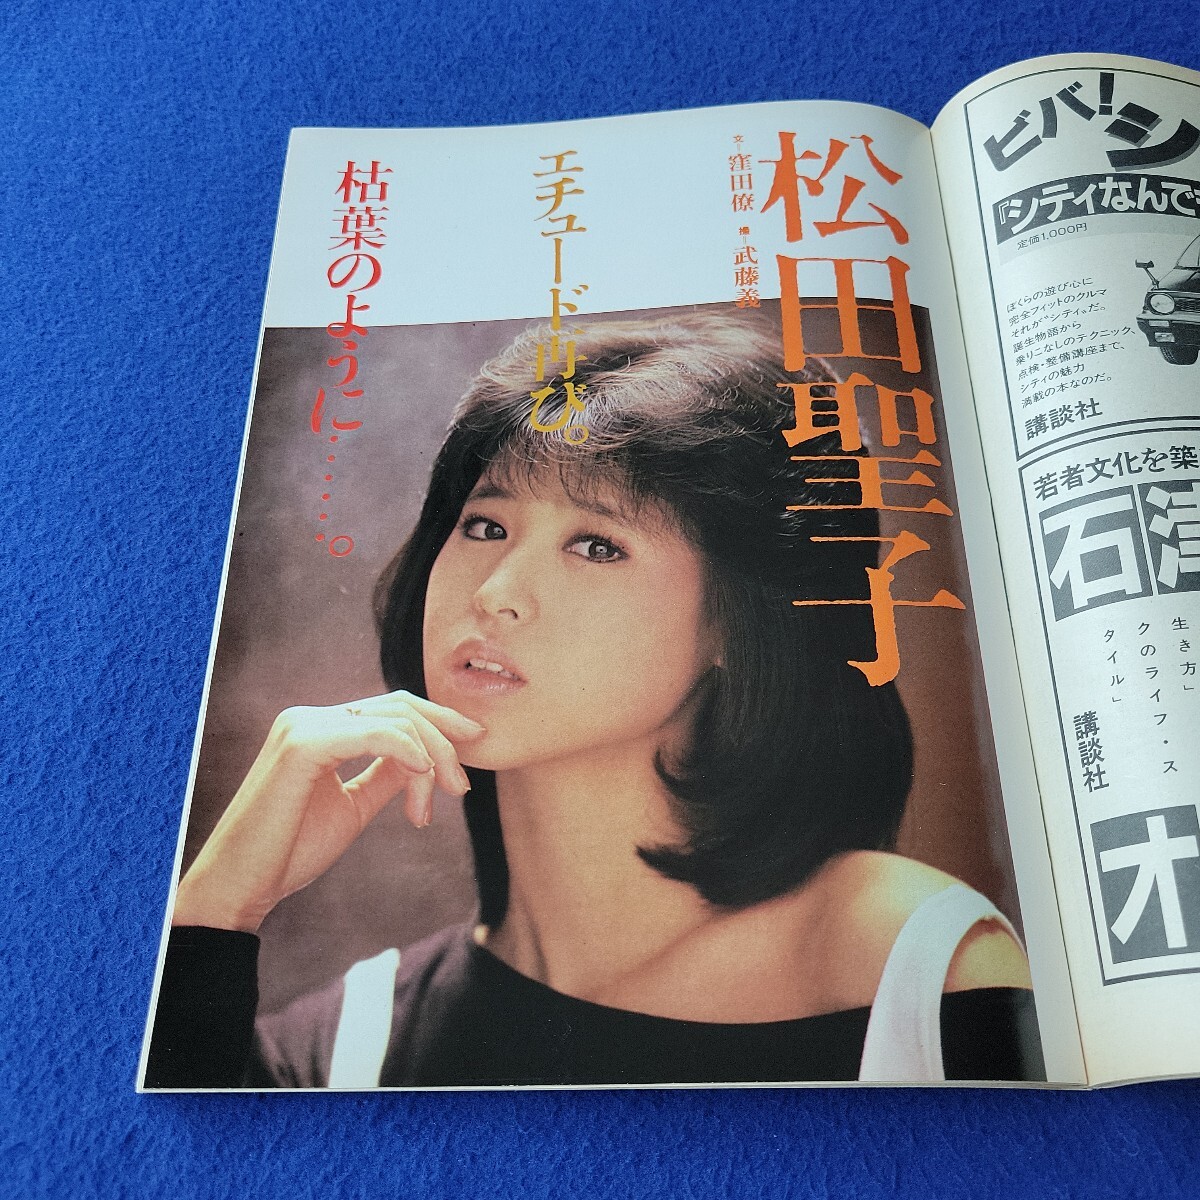 松田聖子
文=窪田僚 撮=武藤義
エチュード、再び。
枯葉のように……。
ビバ!シ
『シティなんでも
定価1,000円
ぼくらの遊び心に
完全フィットのクルマ
それが"シティ"だ。
誕生物語から
乗りこなしのテクニック、
点検・整備講座まで、
シティの魅力
満載の本なのだ。
講談社
若者文化を築
石津
生き方」
クのライフ・ス
タイル」
講談社
オ